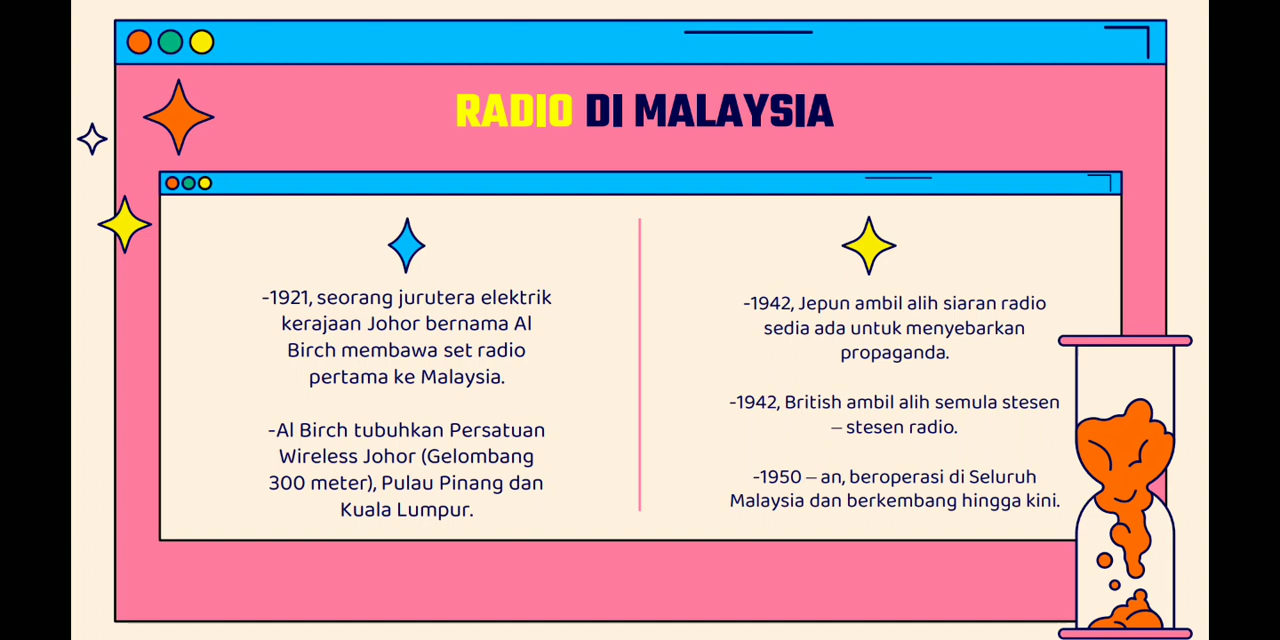 RADIO DI MALAYSIA
-1921, seorang jurutera elektrik
kerajaan Johor bernama Al
Birch membawa set radio
pertama ke Malaysia.
-Al Birch tubuhkan Persatuan
Wireless Johor (Gelombang
300 meter), Pulau Pinang dan
Kuala Lumpur.
-1942, Jepun ambil alih siaran radio
sedia ada untuk menyebarkan
propaganda.
-1942, British ambil alih semula stesen
– stesen radio.
-1950 – an, beroperasi di Seluruh
Malaysia dan berkembang hingga kini.